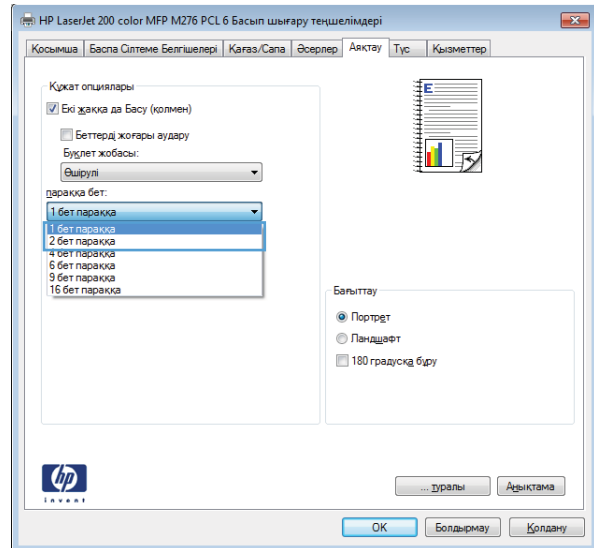 HP LaserJet 200 color MFP M276 PCL 6 Басып шығару теңшелімдері
Қосымша Баспа Сілтеме Белгішелері Қағаз/Сапа Әсерлер Аяқтау Түс Қызметтер
Құжат опциялары
Екі жаққа да Басу (қолмен)
Беттерді жоғары аудару
Буклет жобасы:
Өшірулі
параққа бет:
1 бет параққа
1 бет параққа
2 бет параққа
4 бет параққа
6 бет параққа
9 бет параққа
16 бет параққа
E
Бағыттау
Портрет
Ландшафт
180 градусқа бұру
hp
invent
... туралы Анықтама
OK Болдырмау Қолдану